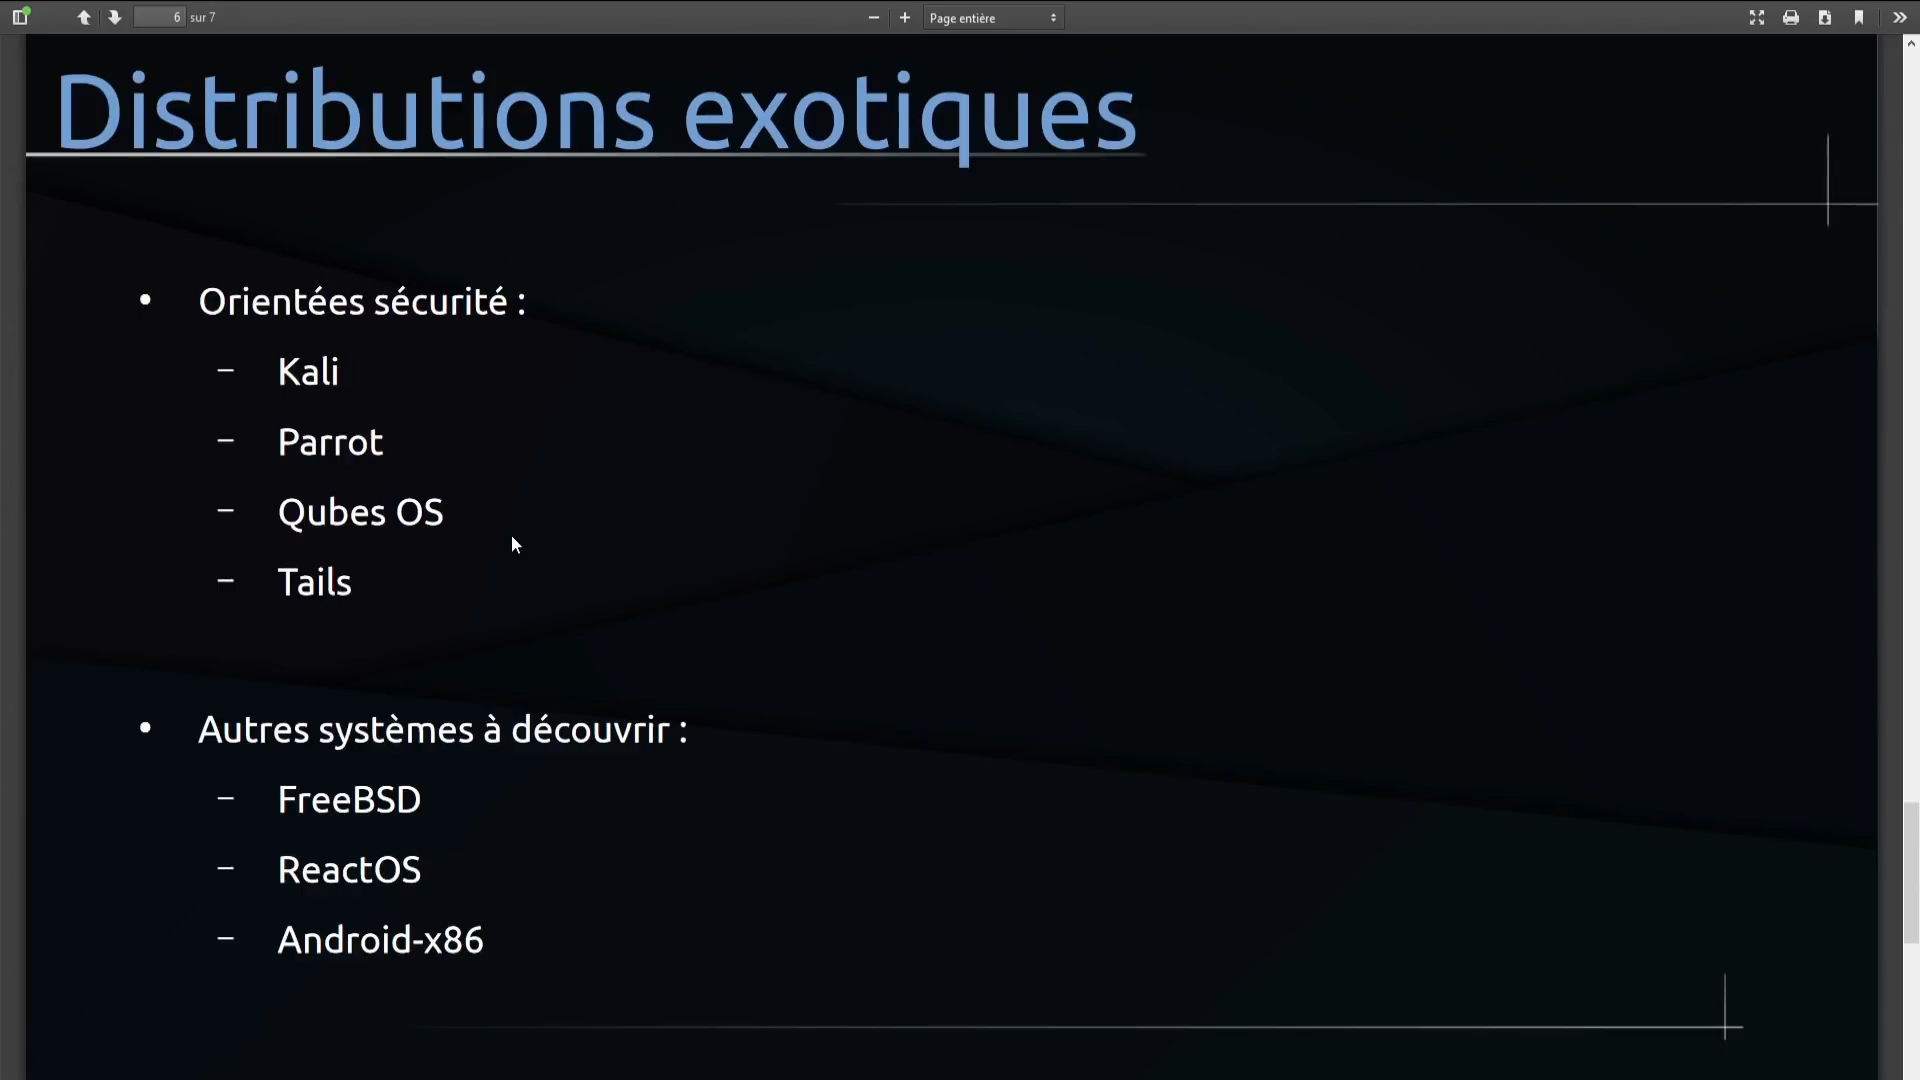 6 sur 7 Page entière
Distributions exotiques
• Orientées sécurité :
– Kali
– Parrot
– Qubes OS
– Tails
• Autres systèmes à découvrir :
– FreeBSD
– ReactOS
– Android-x86